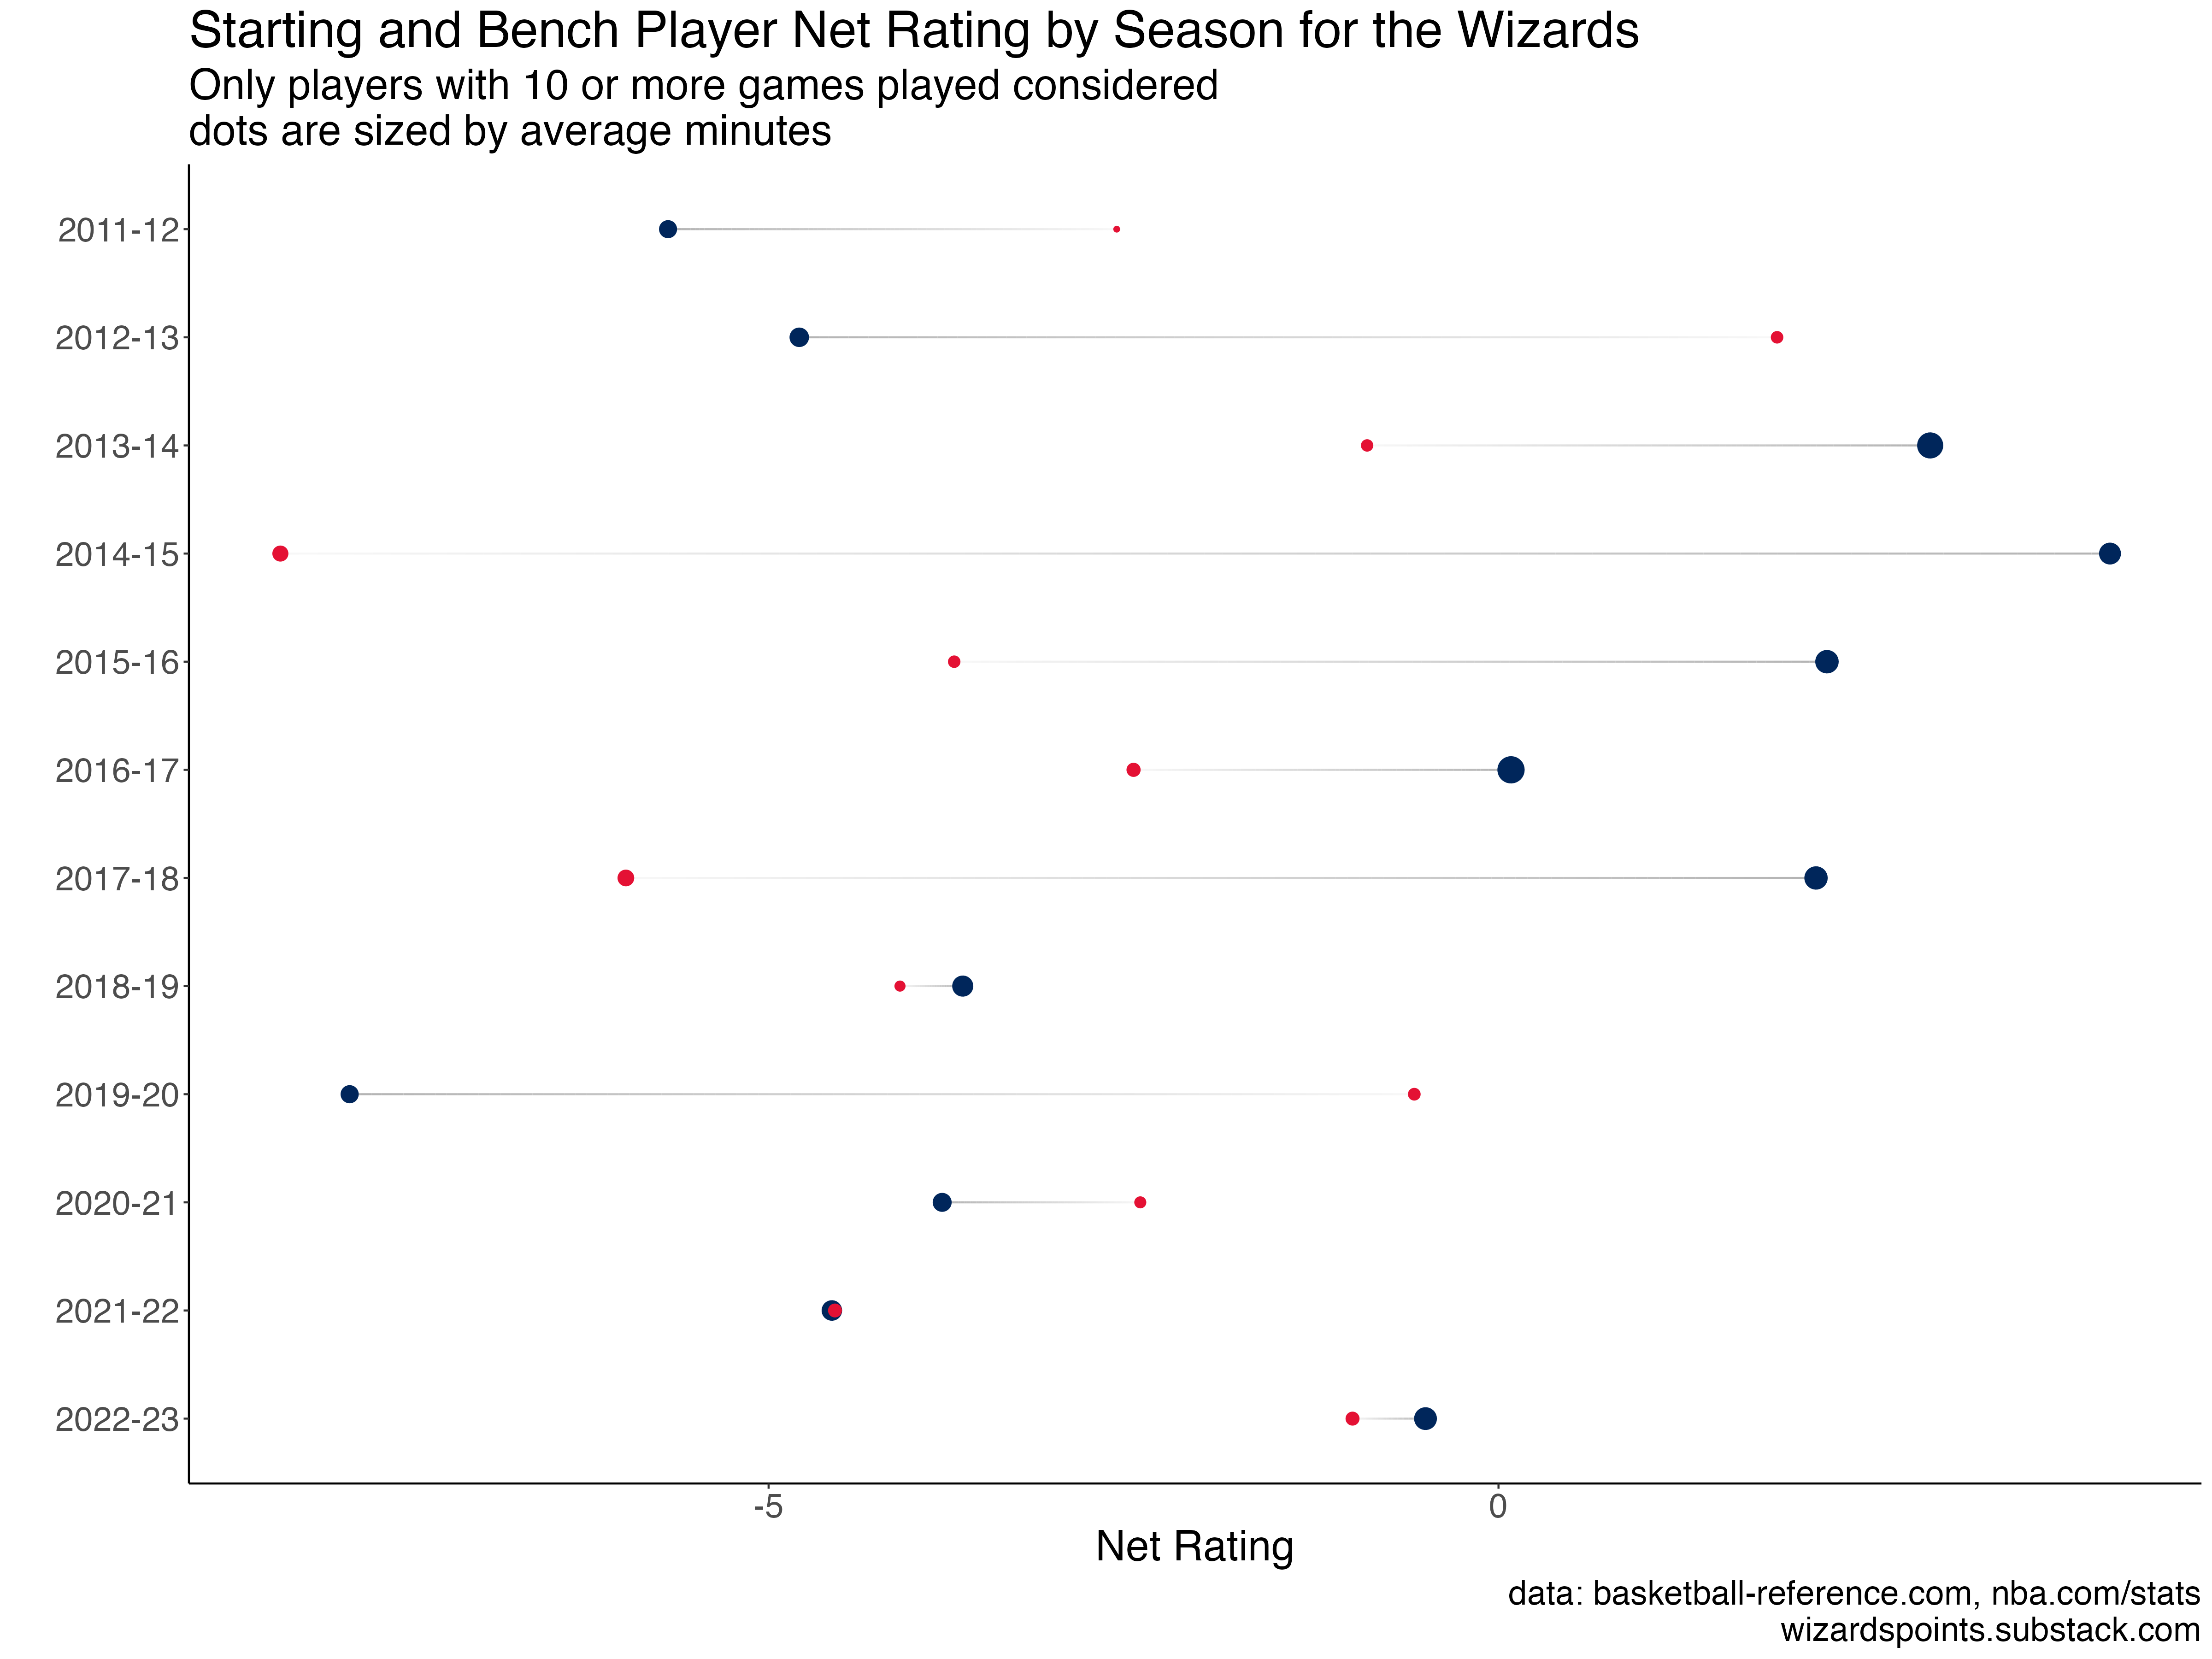 Starting and Bench Player Net Rating by Season for the Wizards
Only players with 10 or more games played considered
dots are sized by average minutes
2011-12
2012-13
2013-14
2014-15
2015-16
2016-17
2017-18
2018-19
2019-20
2020-21
2021-22
2022-23
-5
0
Net Rating
data: basketball-reference.com, nba.com/stats
wizardspoints.substack.com